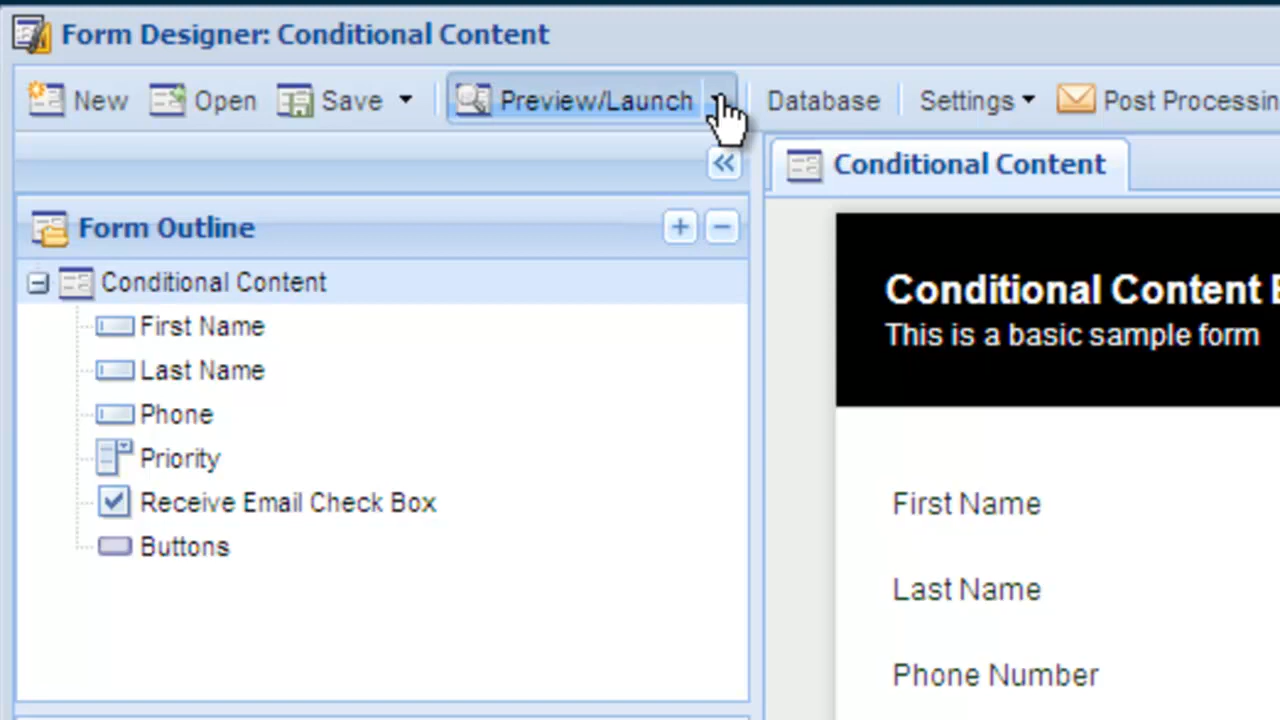 Form Designer: Conditional Content
New Open Save Preview/Launch Database Settings Post Processin
Conditional Content
Form Outline
Conditional Content
First Name
Last Name
Phone
Priority
Receive Email Check Box
Buttons
Conditional Content
This is a basic sample form
First Name
Last Name
Phone Number